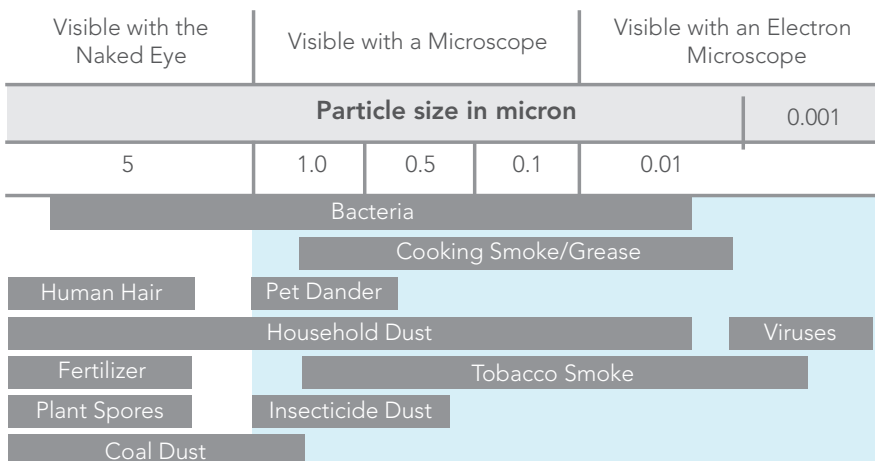 Visible with the
Naked Eye
Visible with a Microscope
Visible with an Electron
Microscope
Particle size in micron
0.001
5
1.0
0.5
0.1
0.01
Bacteria
Cooking Smoke/Grease
Human Hair
Pet Dander
Household Dust
Viruses
Fertilizer
Tobacco Smoke
Plant Spores
Insecticide Dust
Coal Dust